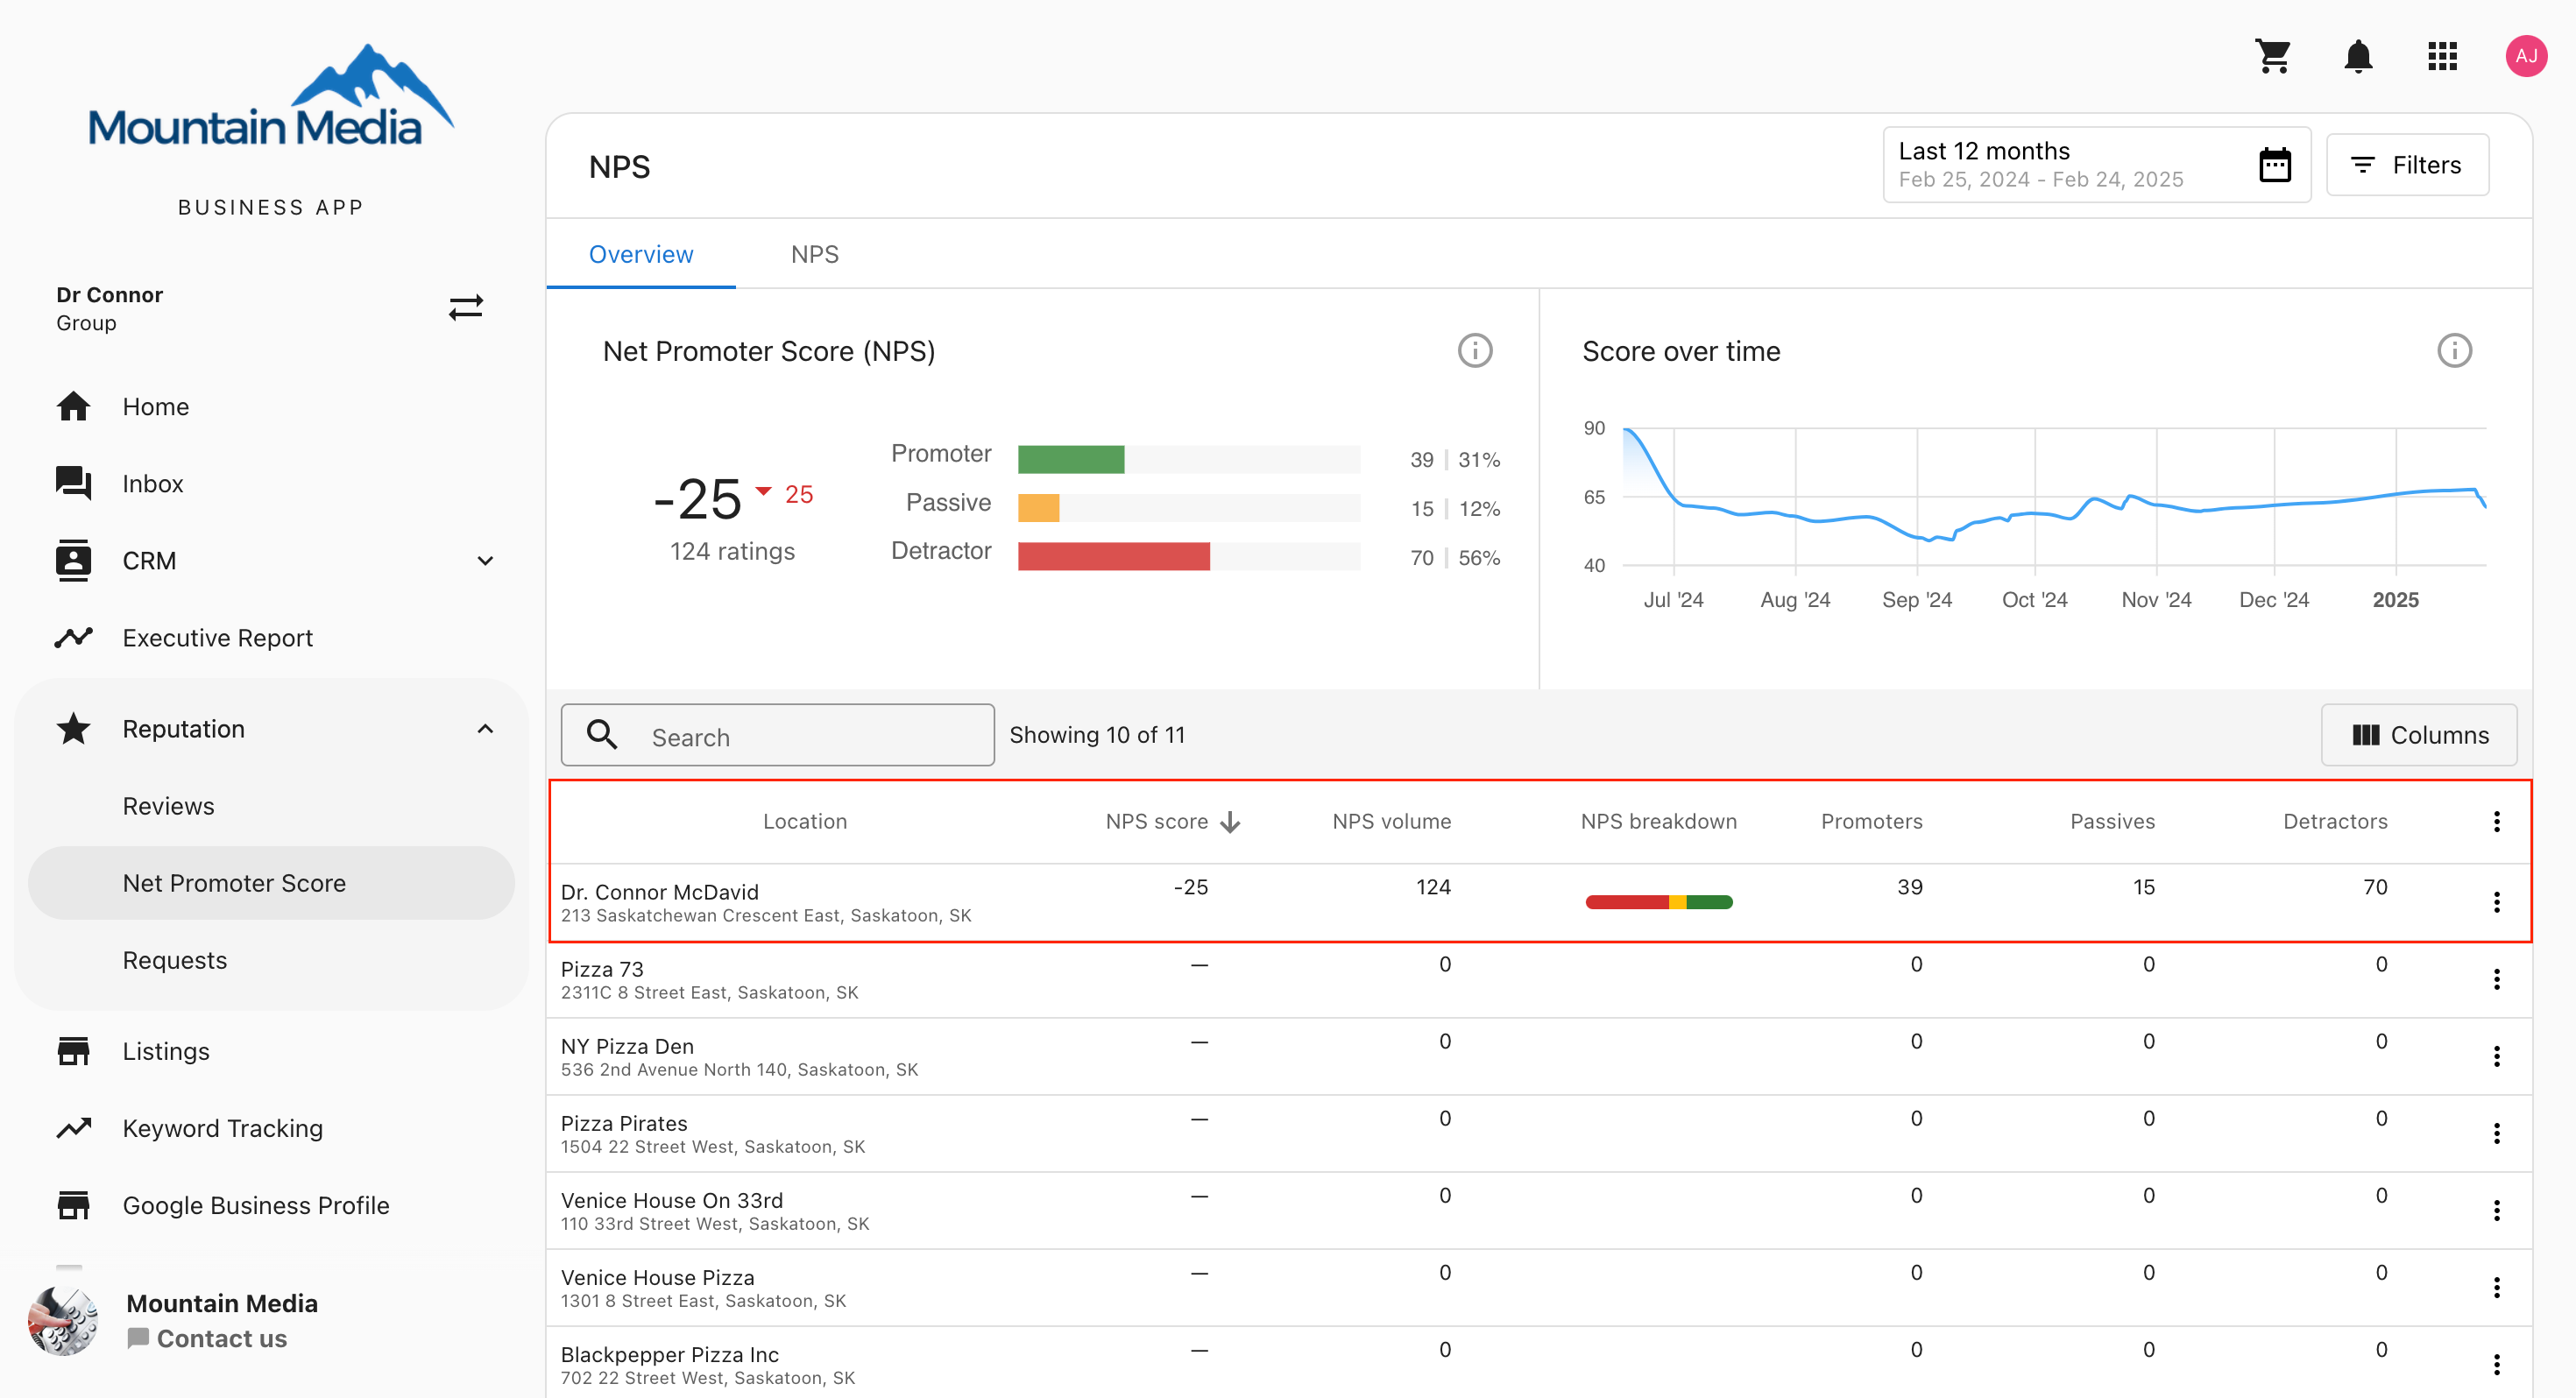 Mountain Media
BUSINESS APP
Dr Connor
Group
Home
Inbox
CRM
Executive Report
Reputation
Reviews
Net Promoter Score
Requests
Listings
Keyword Tracking
Google Business Profile
Mountain Media
Contact us
AJ
NPS
Last 12 months
Feb 25, 2024 - Feb 24, 2025
Filters
Overview NPS
Net Promoter Score (NPS)
-25 25
124 ratings
Promoter 39 31%
Passive 15 12%
Detractor 70 56%
Score over time
90
65
40
Jul '24 Aug '24 Sep '24 Oct '24 Nov '24 Dec '24 2025
Search Showing 10 of 11 Columns
Location NPS score NPS volume NPS breakdown Promoters Passives Detractors
Dr. Connor McDavid -25 124 39 15 70
213 Saskatchewan Crescent East, Saskatoon, SK
Pizza 73 — 0 0 0 0
2311C 8 Street East, Saskatoon, SK
NY Pizza Den — 0 0 0 0
536 2nd Avenue North 140, Saskatoon, SK
Pizza Pirates — 0 0 0 0
1504 22 Street West, Saskatoon, SK
Venice House On 33rd — 0 0 0 0
110 33rd Street West, Saskatoon, SK
Venice House Pizza — 0 0 0 0
1301 8 Street East, Saskatoon, SK
Blackpepper Pizza Inc — 0 0 0 0
702 22 Street West, Saskatoon, SK